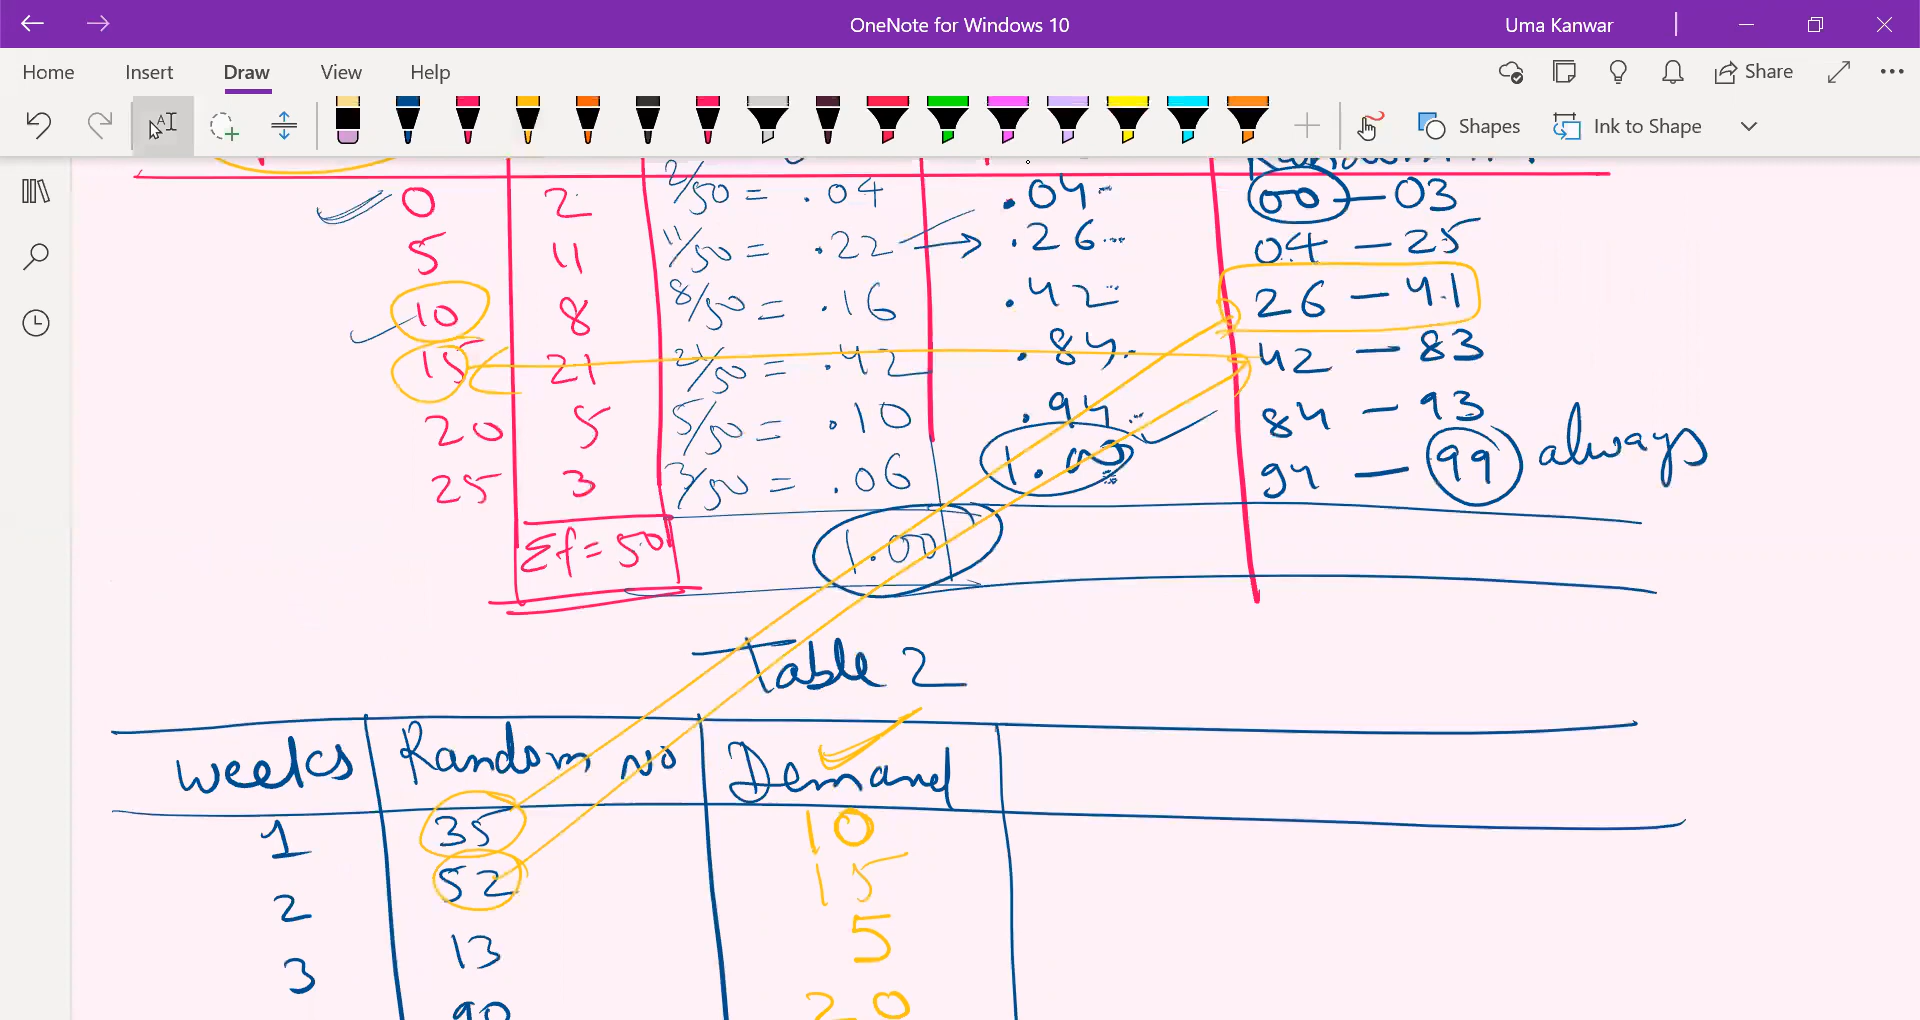 OneNote for Windows 10 Uma Kanwar
Home Insert Draw View Help Share
Shapes Ink to Shape
0 2 2/50 = .04 .04 00 — 03
5 11 11/50 = .22 .26 04 — 25
10 8 8/50 = .16 .42 26 — 41
15 21 21/50 = .42 .84 42 — 83
20 5 5/50 = .10 .94 84 — 93
25 3 3/50 = .06 1.00 94 — 99 always
Σf = 50 1.00
Table 2
weeks Random no Demand
1 35 10
2 52 15
3 13 5
90 20